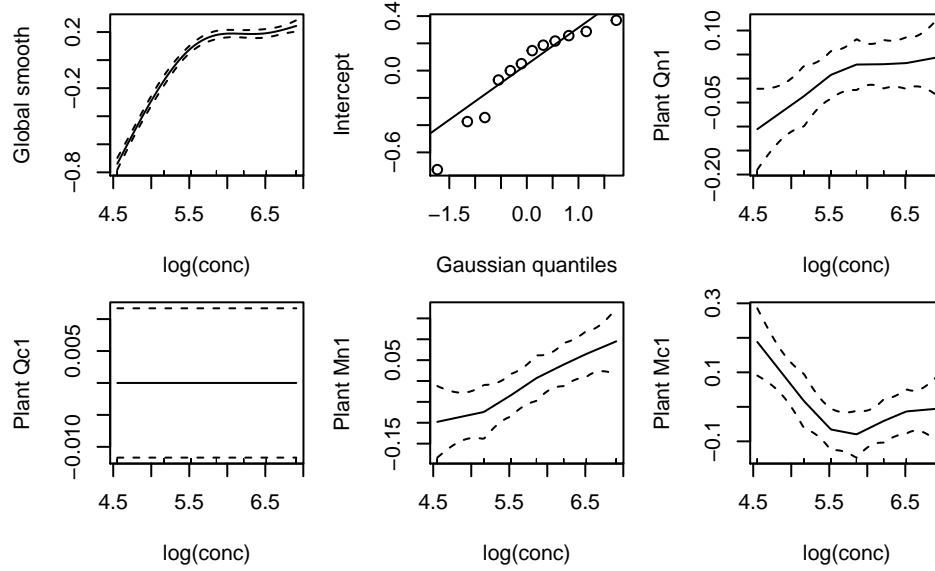 Global smooth
0.2
−0.2
−0.8
4.5 5.5 6.5
log(conc)
Intercept
0.4
0.0
−0.6
−1.5 0.0 1.0
Gaussian quantiles
Plant Qn1
0.10
−0.05
−0.20
4.5 5.5 6.5
log(conc)
Plant Qc1
0.005
−0.010
4.5 5.5 6.5
log(conc)
Plant Mn1
0.05
−0.15
4.5 5.5 6.5
log(conc)
Plant Mc1
0.3
0.1
−0.1
4.5 5.5 6.5
log(conc)